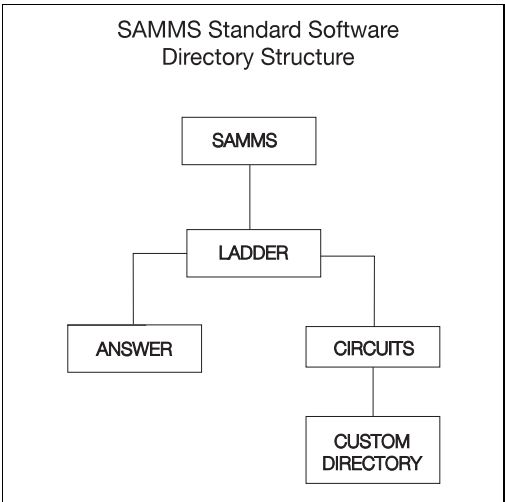 SAMMS Standard Software
Directory Structure
SAMMS
LADDER
ANSWER
CIRCUITS
CUSTOM
DIRECTORY